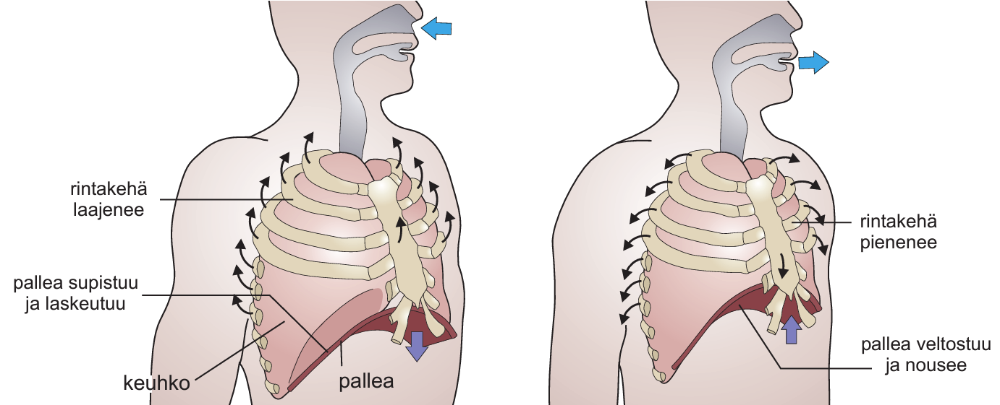 rintakehä
laajenee
pallea supistuu
ja laskeutuu
keuhko
pallea
rintakehä
pienenee
pallea veltostuu
ja nousee